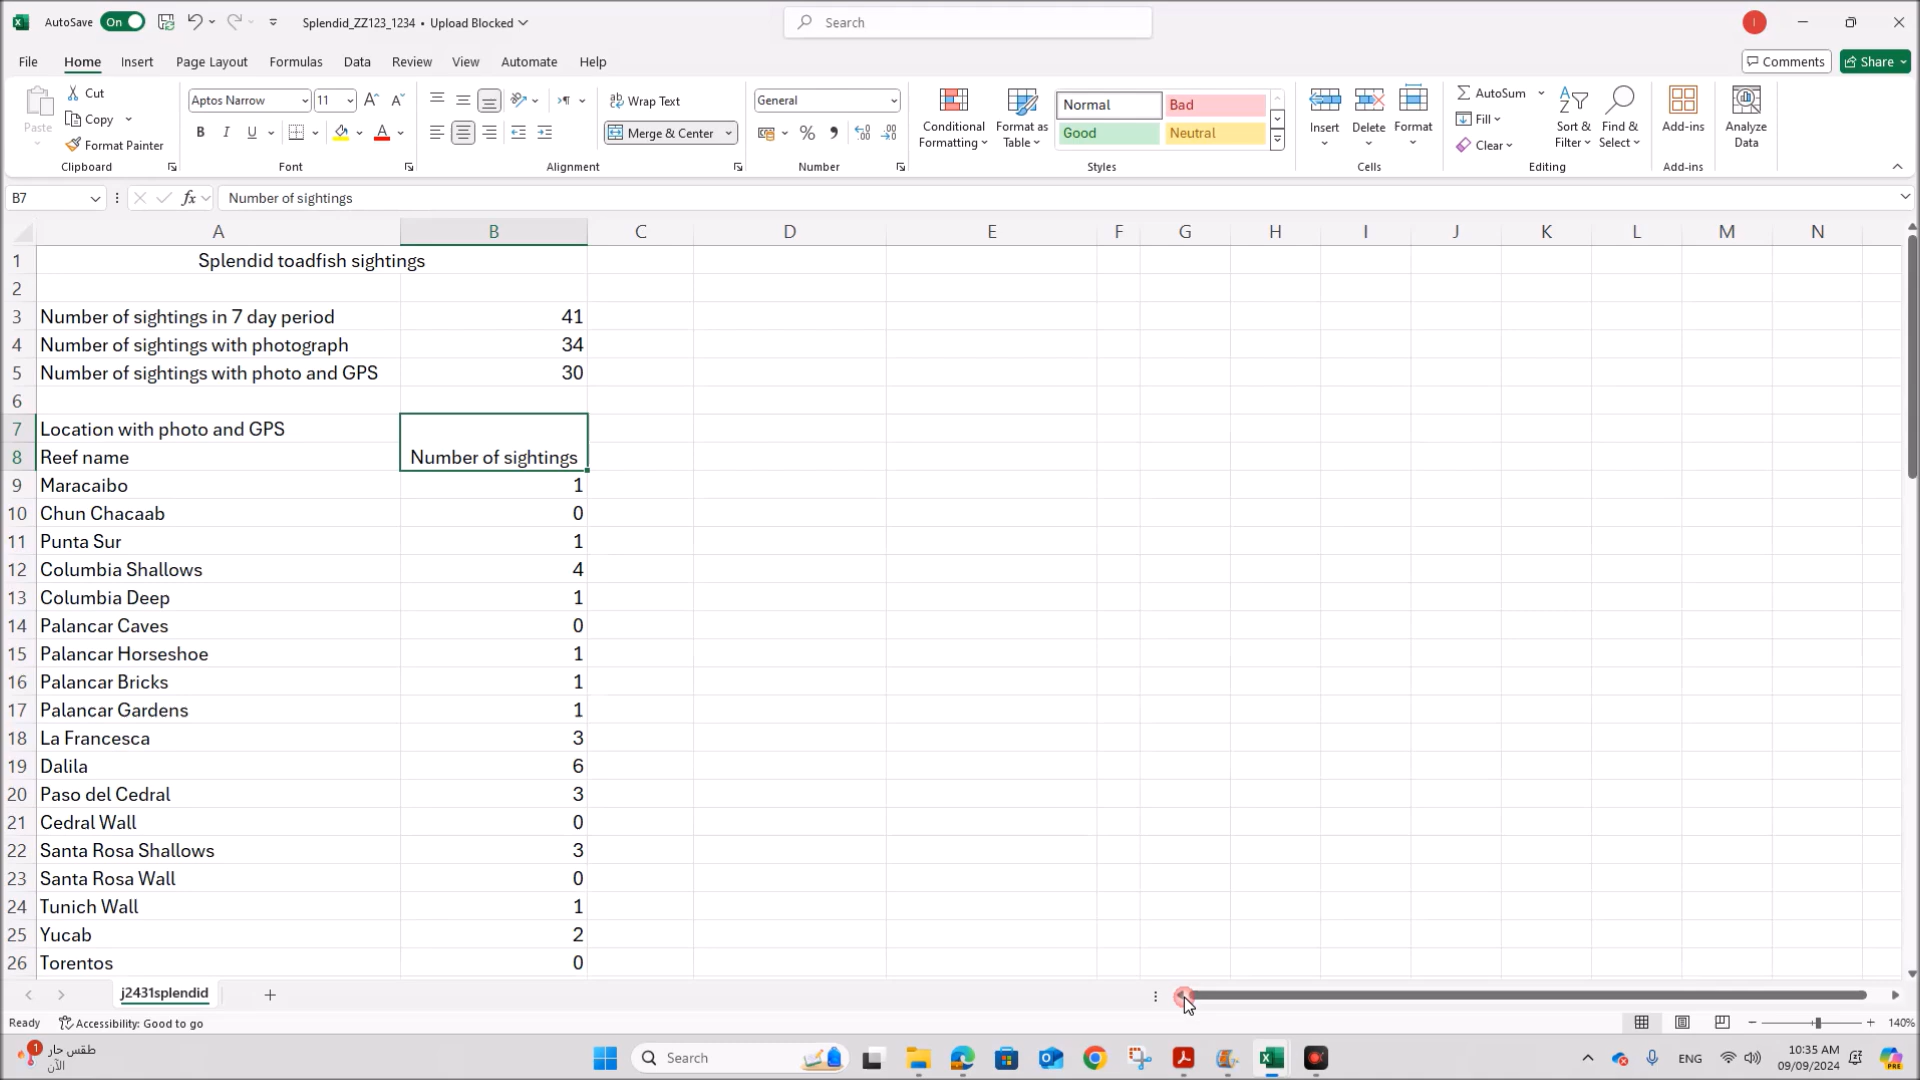 AutoSave On Splendid_ZZ123_1234 • Upload Blocked Search
File Home Insert Page Layout Formulas Data Review View Automate Help Comments Share
Paste Cut Copy Format Painter Clipboard
Aptos Narrow 11 B I U A Font
Wrap Text Merge & Center Alignment
General % Number
Conditional Formatting Format as Table Normal Bad Good Neutral Styles
Insert Delete Format Cells
AutoSum Fill Clear Sort & Filter Find & Select Editing
Add-ins Add-ins Analyze Data
B7 fx Number of sightings
A B C D E F G H I J K L M N
1 Splendid toadfish sightings
2
3 Number of sightings in 7 day period 41
4 Number of sightings with photograph 34
5 Number of sightings with photo and GPS 30
6
7 Location with photo and GPS
8 Reef name Number of sightings
9 Maracaibo 1
10 Chun Chacaab 0
11 Punta Sur 1
12 Columbia Shallows 4
13 Columbia Deep 1
14 Palancar Caves 0
15 Palancar Horseshoe 1
16 Palancar Bricks 1
17 Palancar Gardens 1
18 La Francesca 3
19 Dalila 6
20 Paso del Cedral 3
21 Cedral Wall 0
22 Santa Rosa Shallows 3
23 Santa Rosa Wall 0
24 Tunich Wall 1
25 Yucab 2
26 Torentos 0
j2431splendid
Ready Accessibility: Good to go 140%
1 طقس حار
الآن
Search ENG 10:35 AM
09/09/2024 PRE